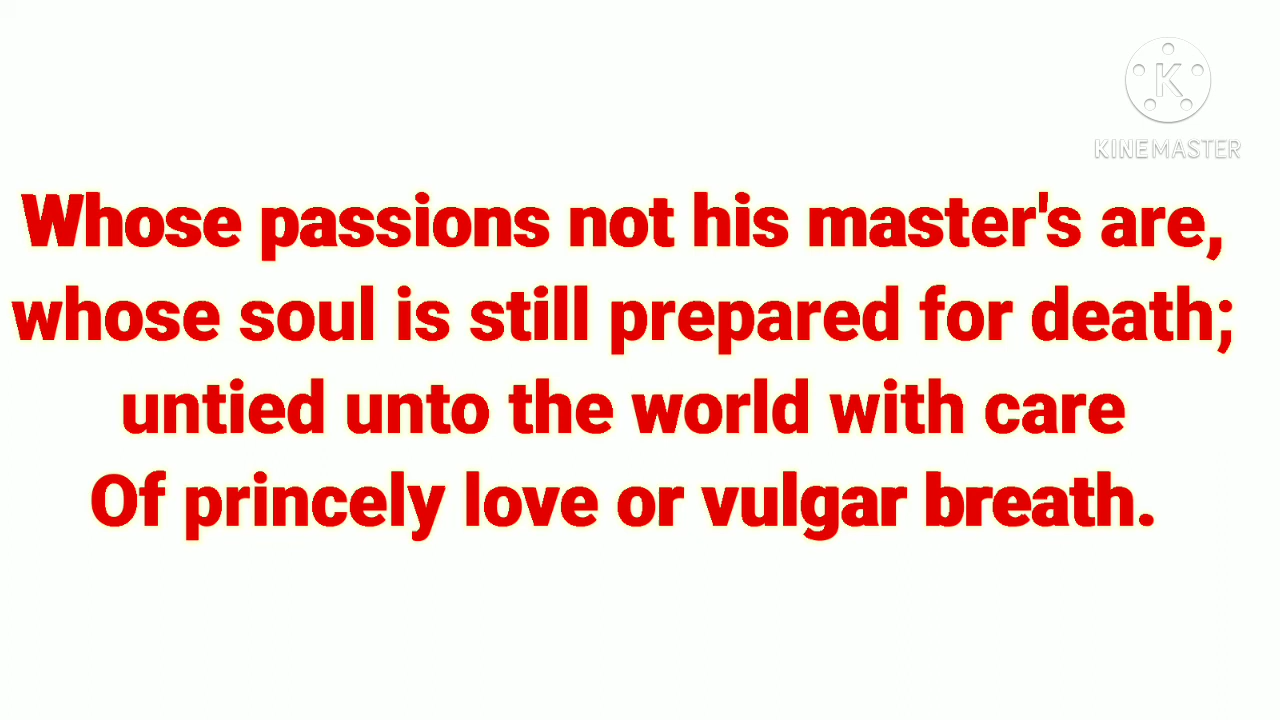 K
KINEMASTER
Whose passions not his master's are,
whose soul is still prepared for death;
untied unto the world with care
Of princely love or vulgar breath.